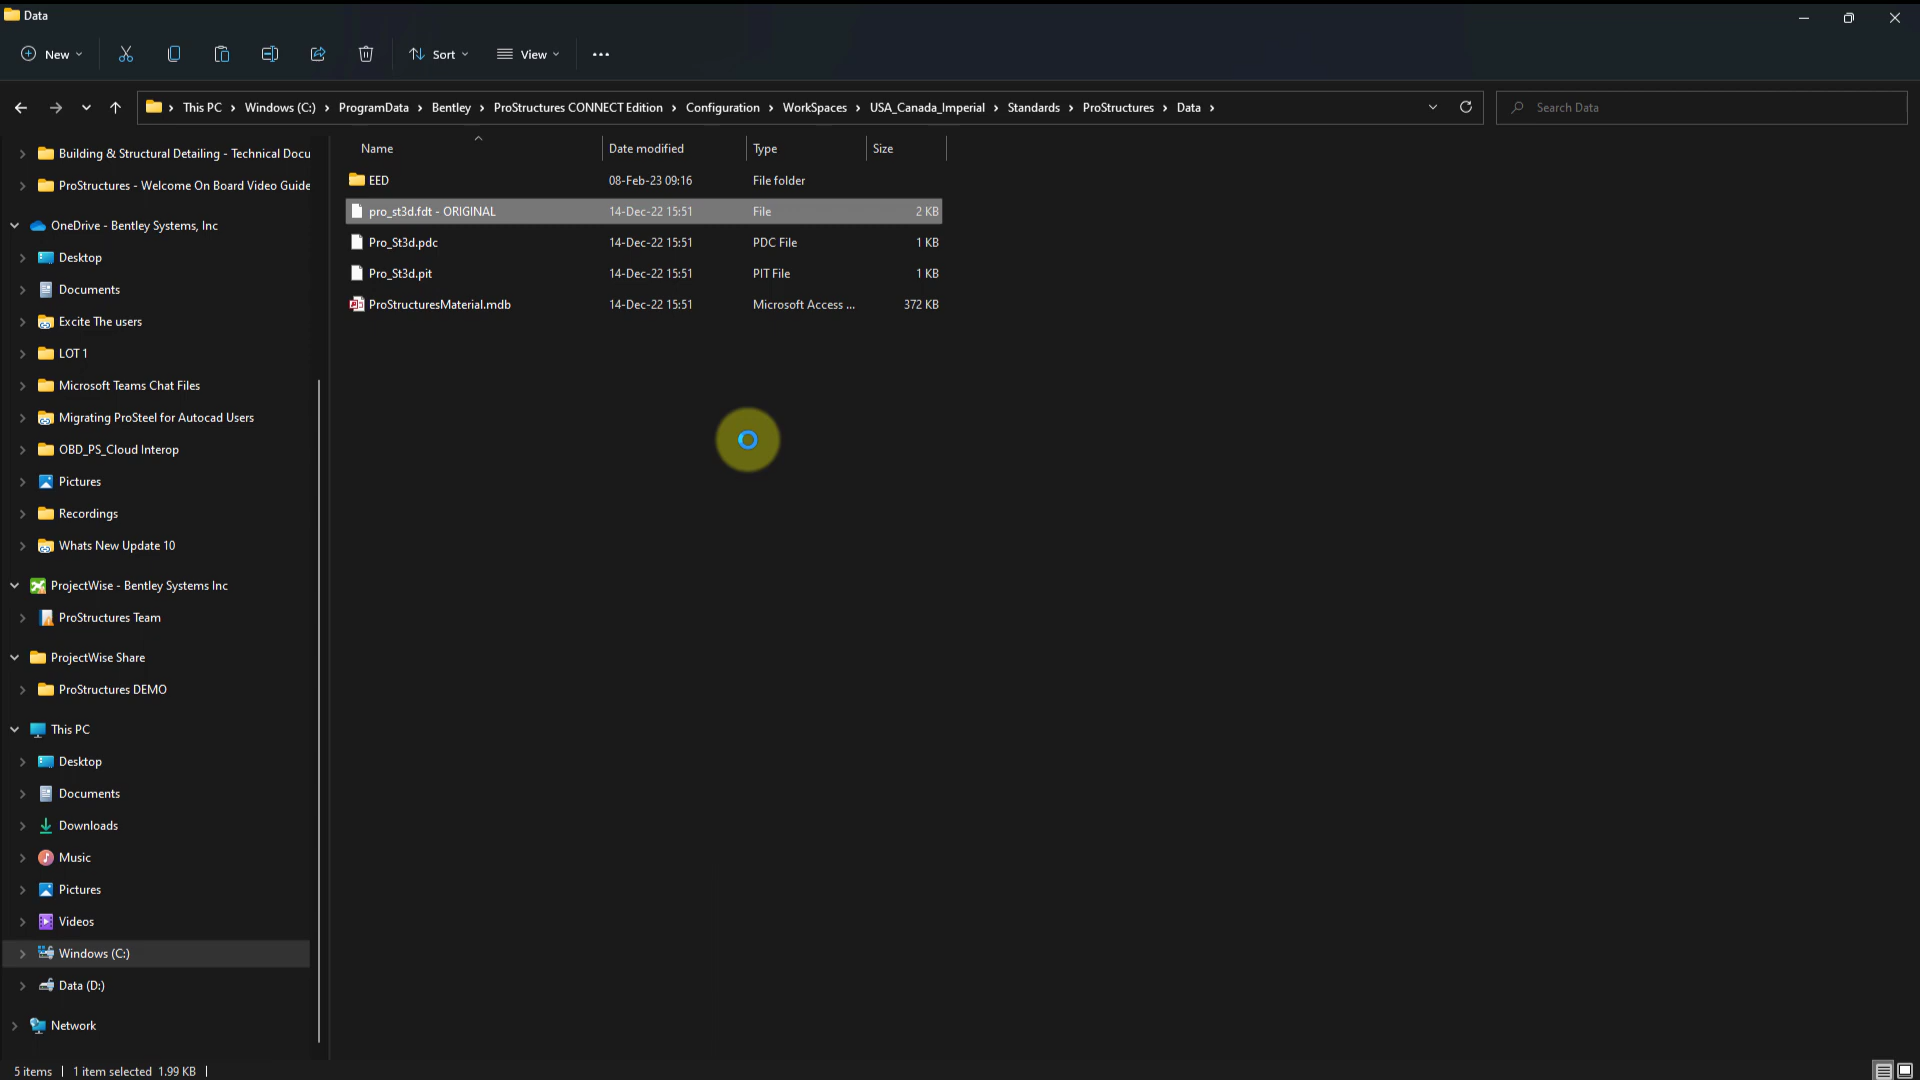 Data
New
Sort
View
This PC > Windows (C:) > ProgramData > Bentley > ProStructures CONNECT Edition > Configuration > WorkSpaces > USA_Canada_Imperial > Standards > ProStructures > Data >
Search Data
Building & Structural Detailing - Technical Docu
ProStructures - Welcome On Board Video Guide
OneDrive - Bentley Systems, Inc
Desktop
Documents
Excite The users
LOT 1
Microsoft Teams Chat Files
Migrating ProSteel for Autocad Users
OBD_PS_Cloud Interop
Pictures
Recordings
Whats New Update 10
ProjectWise - Bentley Systems Inc
ProStructures Team
ProjectWise Share
ProStructures DEMO
This PC
Desktop
Documents
Downloads
Music
Pictures
Videos
Windows (C:)
Data (D:)
Network
Name Date modified Type Size
EED 08-Feb-23 09:16 File folder
pro_st3d.fdt - ORIGINAL 14-Dec-22 15:51 File 2 KB
Pro_St3d.pdc 14-Dec-22 15:51 PDC File 1 KB
Pro_St3d.pit 14-Dec-22 15:51 PIT File 1 KB
ProStructuresMaterial.mdb 14-Dec-22 15:51 Microsoft Access ... 372 KB
5 items 1 item selected 1.99 KB